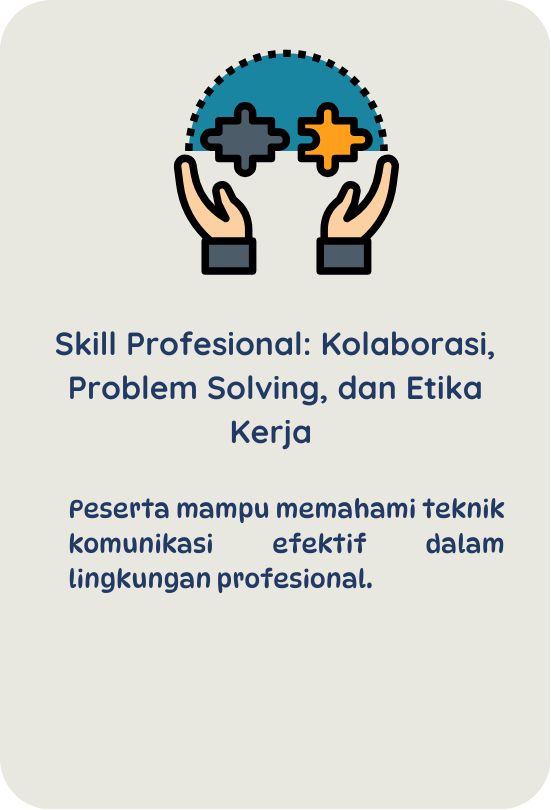 Skill Profesional: Kolaborasi,
Problem Solving, dan Etika
Kerja
Peserta mampu memahami teknik
komunikasi efektif dalam
lingkungan profesional.